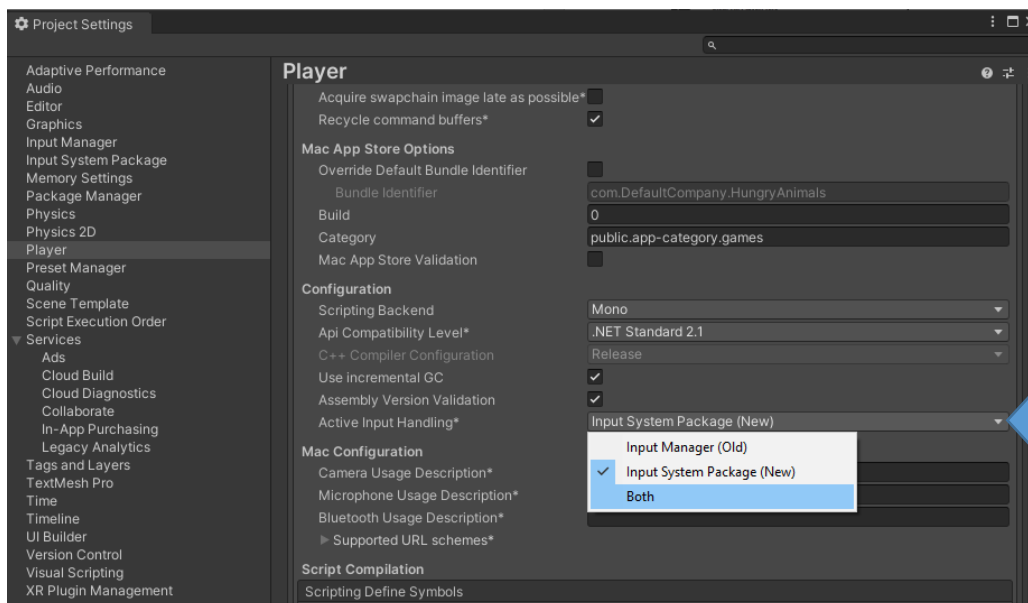 Project Settings
Adaptive Performance
Audio
Editor
Graphics
Input Manager
Input System Package
Memory Settings
Package Manager
Physics
Physics 2D
Player
Preset Manager
Quality
Scene Template
Script Execution Order
Services
Ads
Cloud Build
Cloud Diagnostics
Collaborate
In-App Purchasing
Legacy Analytics
Tags and Layers
TextMesh Pro
Time
Timeline
UI Builder
Version Control
Visual Scripting
XR Plugin Management
Player
Acquire swapchain image late as possible*
Recycle command buffers*
Mac App Store Options
Override Default Bundle Identifier
Bundle Identifier com.DefaultCompany.HungryAnimals
Build 0
Category public.app-category.games
Mac App Store Validation
Configuration
Scripting Backend Mono
Api Compatibility Level* .NET Standard 2.1
C++ Compiler Configuration Release
Use incremental GC
Assembly Version Validation
Active Input Handling* Input System Package (New)
Input Manager (Old)
Input System Package (New)
Both
Mac Configuration
Camera Usage Description*
Microphone Usage Description*
Bluetooth Usage Description*
Supported URL schemes*
Script Compilation
Scripting Define Symbols